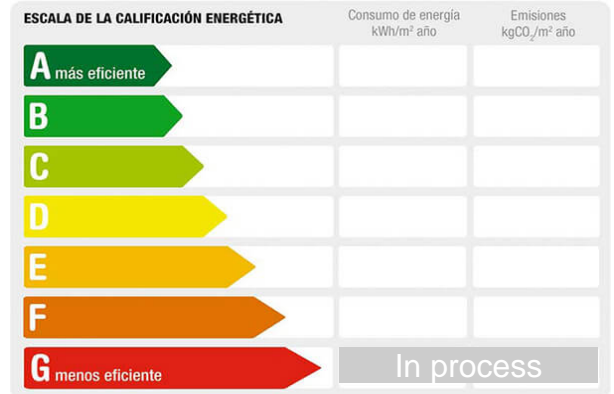 ESCALA DE LA CALIFICACIÓN ENERGÉTICA
Consumo de energía
kWh/m² año
Emisiones
kgCO₂/m² año
A más eficiente
B
C
D
E
F
G menos eficiente
In process